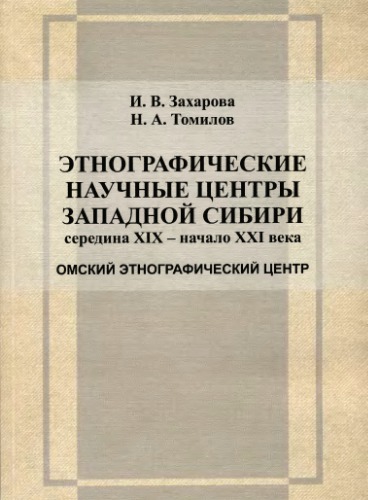 И. В. Захарова
Н. А. Томилов
ЭТНОГРАФИЧЕСКИЕ
НАУЧНЫЕ ЦЕНТРЫ
ЗАПАДНОЙ СИБИРИ
середина XIX – начало XXI века
ОМСКИЙ ЭТНОГРАФИЧЕСКИЙ ЦЕНТР